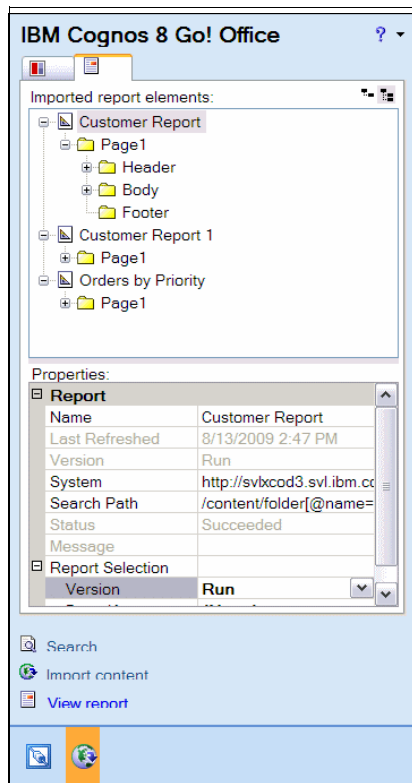 IBM Cognos 8 Go! Office ?
Imported report elements:
Customer Report
Page1
Header
Body
Footer
Customer Report 1
Page1
Orders by Priority
Page1
Properties:
Report
Name Customer Report
Last Refreshed 8/13/2009 2:47 PM
Version Run
System http://svlxcod3.svl.ibm.cc
Search Path /content/folder[@name=
Status Succeeded
Message
Report Selection
Version Run
Search
Import content
View report